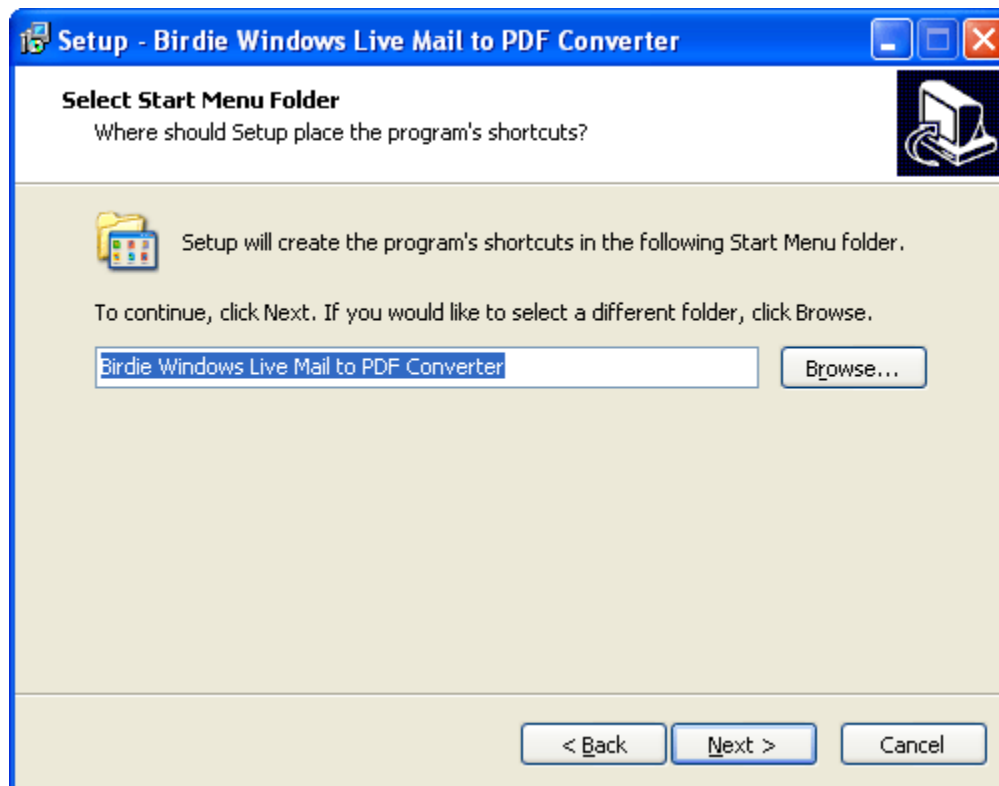 Setup - Birdie Windows Live Mail to PDF Converter
Select Start Menu Folder
Where should Setup place the program's shortcuts?
Setup will create the program's shortcuts in the following Start Menu folder.
To continue, click Next. If you would like to select a different folder, click Browse.
Birdie Windows Live Mail to PDF Converter
Browse...
< Back
Next >
Cancel